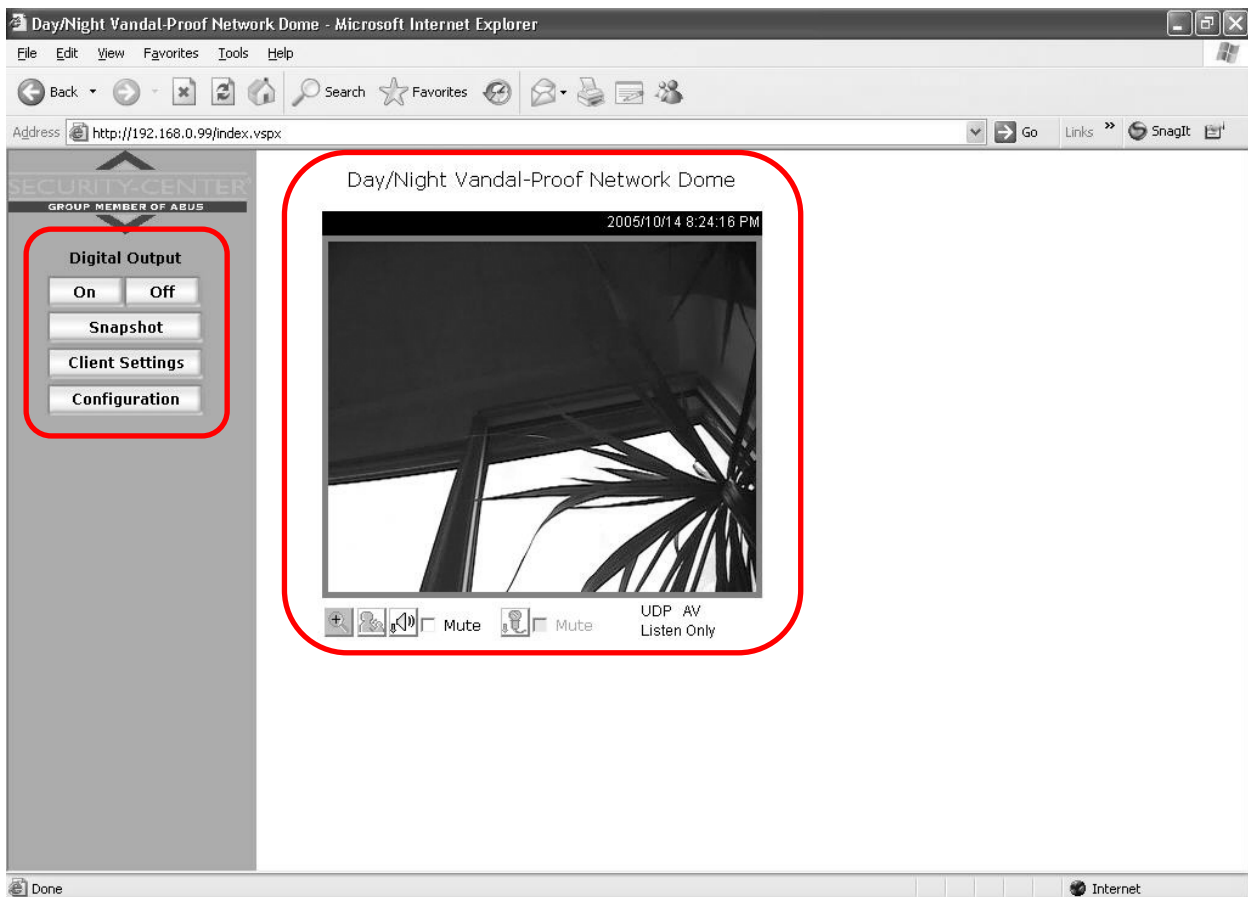 Day/Night Vandal-Proof Network Dome - Microsoft Internet Explorer
File Edit View Favorites Tools Help
Back Search Favorites
Address http://192.168.0.99/index.vspx Go Links » SnagIt
SECURITY-CENTER
GROUP MEMBER OF ABUS
Digital Output
On Off
Snapshot
Client Settings
Configuration
Day/Night Vandal-Proof Network Dome
2005/10/14 8:24:16 PM
Mute Mute
UDP AV
Listen Only
Done Internet